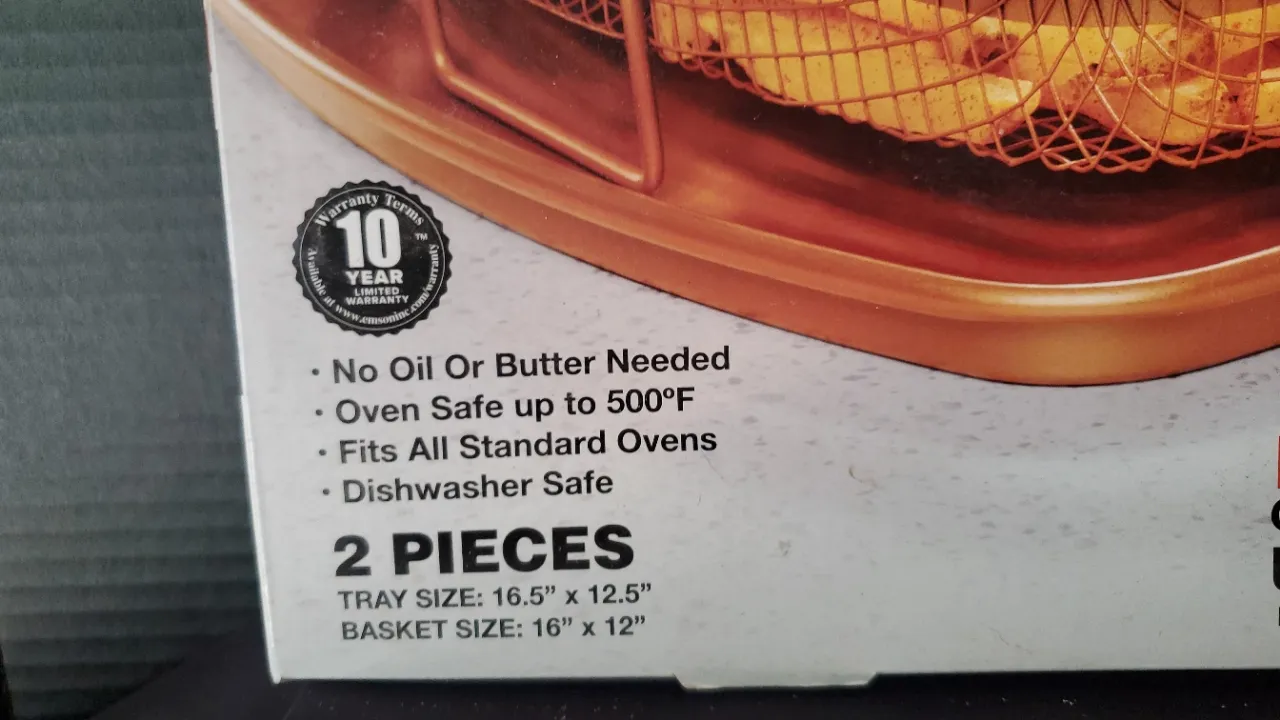 Warranty Terms
10
TM
YEAR
LIMITED
WARRANTY
Available at www.emsoninc.com/warranty
· No Oil Or Butter Needed
· Oven Safe up to 500ºF
· Fits All Standard Ovens
· Dishwasher Safe
2 PIECES
TRAY SIZE: 16.5” x 12.5”
BASKET SIZE: 16” x 12”